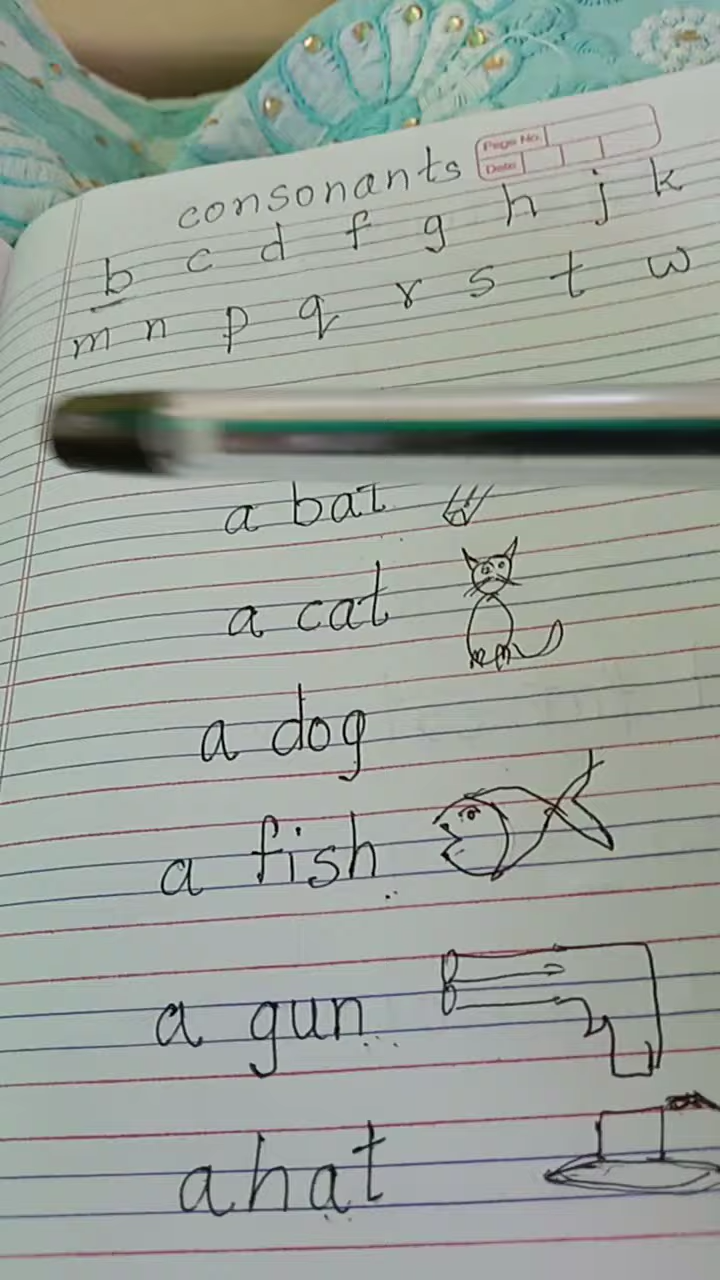 Page No.
Date
consonants
b c d f g h j k
m n p q r s t w
a bat
a cat
a dog
a fish
a gun
a hat